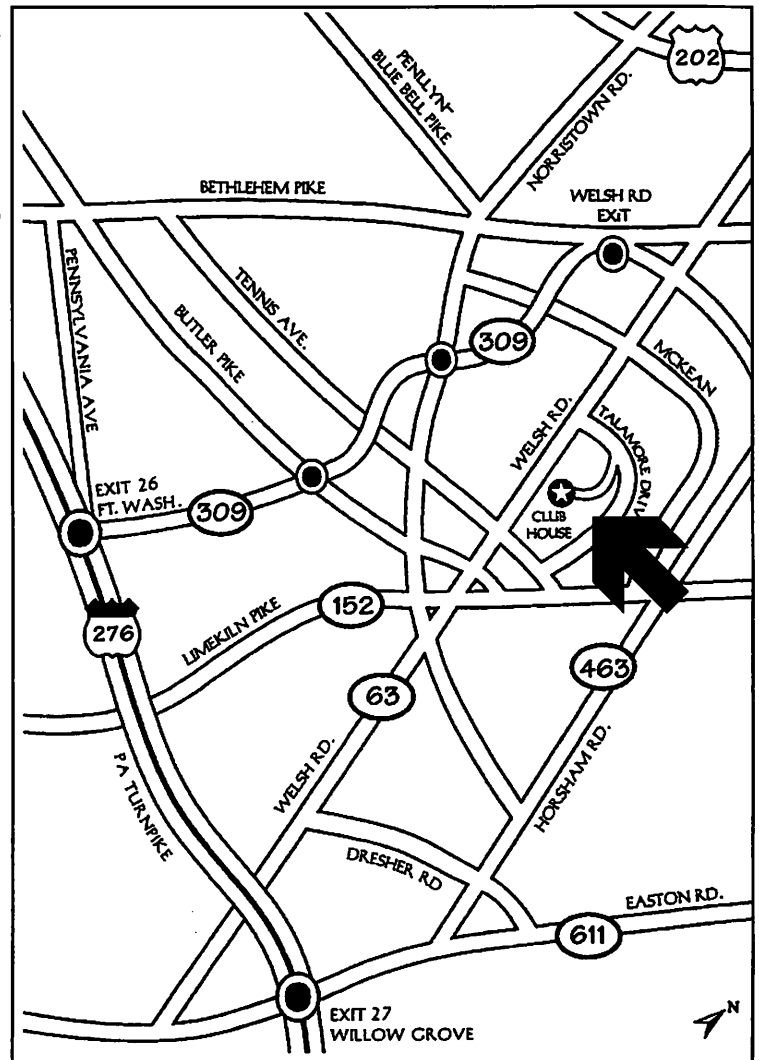 PENLLYN-
BLUE BELL PIKE
202
NORRISTOWN RD.
BETHLEHEM PIKE
WELSH RD
EXIT
PENNSYLVANIA AVE
TENNIS AVE.
BUTLER PIKE
309
MCKEAN
WELSH RD.
TALAMORE DRIV
EXIT 26
FT. WASH.
309
CLUB
HOUSE
276
LIMEKILN PIKE
152
463
63
WELSH RD.
HORSHAM RD.
PA TURNPIKE
DRESHER RD
EASTON RD.
611
EXIT 27
WILLOW GROVE
N